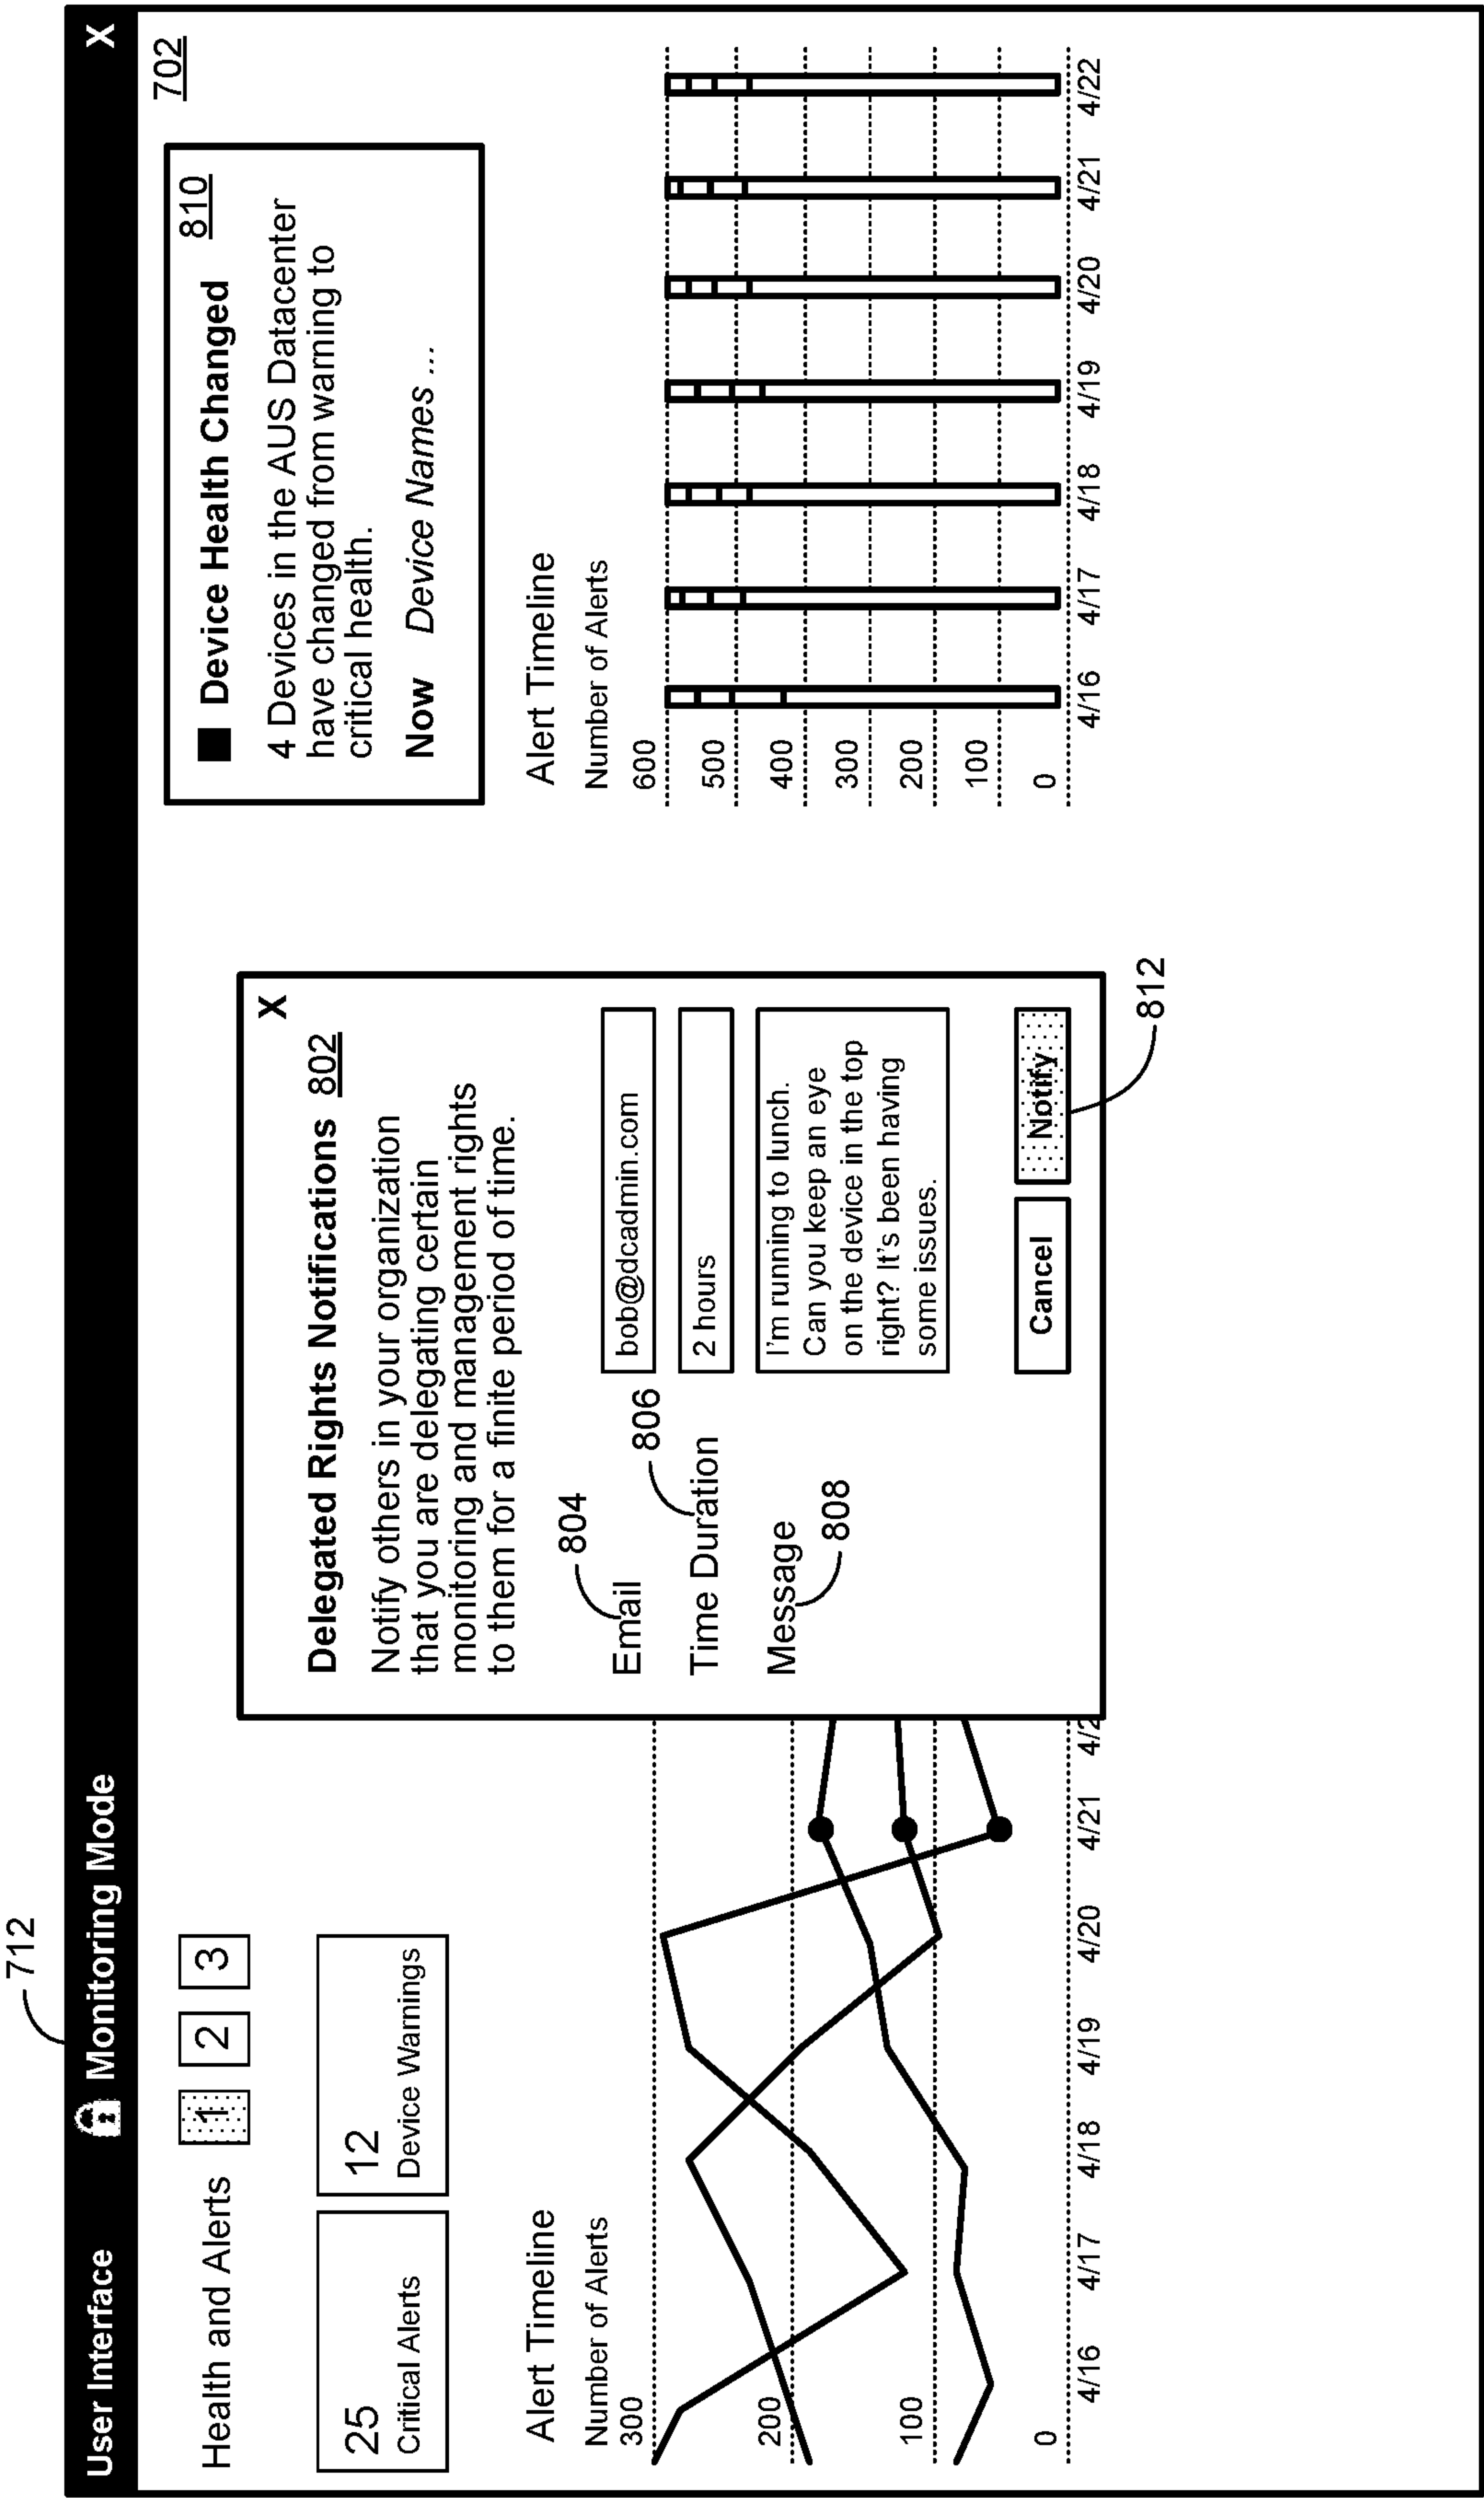 712
User Interface
Monitoring Mode
X
702
Health and Alerts
1
2
3
25
Critical Alerts
12
Device Warnings
Alert Timeline
Number of Alerts
300
200
100
0
4/16
4/17
4/18
4/19
4/20
4/21
4/2
X
Delegated Rights Notifications 802
Notify others in your organization
that you are delegating certain
monitoring and management rights
to them for a finite period of time.
804
Email
bob@dcadmin.com
806
Time Duration
2 hours
Message
808
I'm running to lunch.
Can you keep an eye
on the device in the top
right? It's been having
some issues.
Cancel
Notify
812
Device Health Changed
810
4 Devices in the AUS Datacenter
have changed from warning to
critical health.
Now Device Names ...
Alert Timeline
Number of Alerts
600
500
400
300
200
100
0
4/16
4/17
4/18
4/19
4/20
4/21
4/22